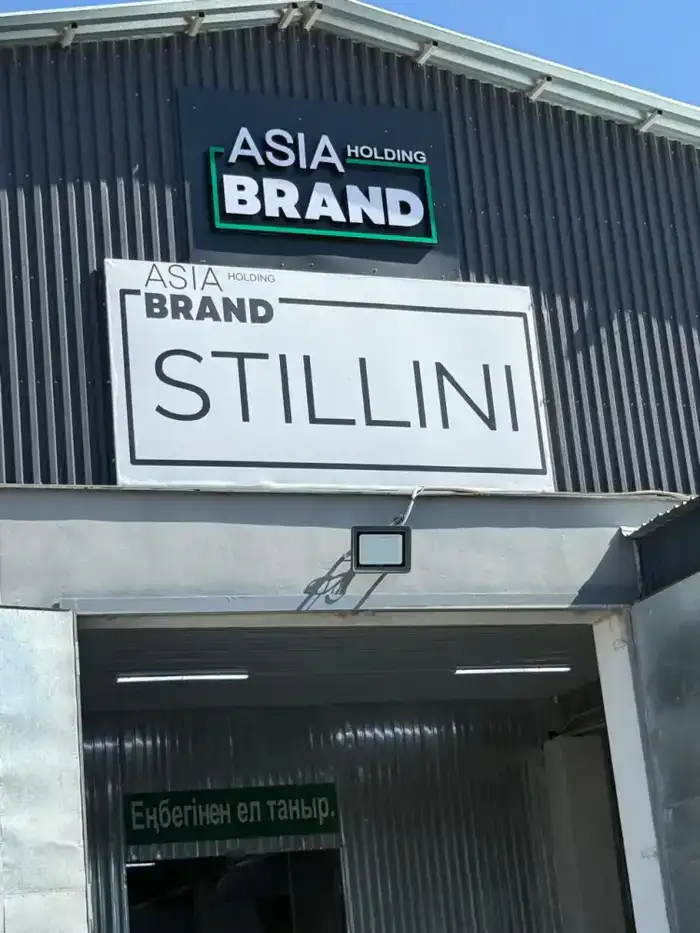 ASIA HOLDING
BRAND
ASIA HOLDING
BRAND
STILLINI
Еңбегінен ел таныр.